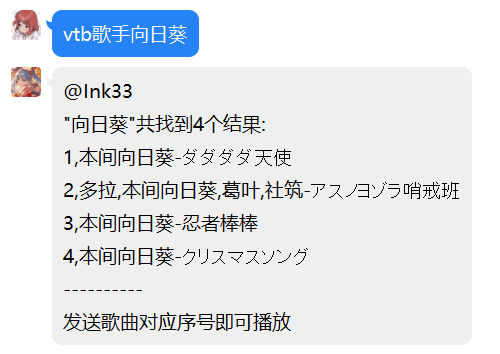 vtb歌手向日葵
@Ink33
"向日葵"共找到4个结果:
1,本间向日葵-ダダダダ天使
2,多拉,本间向日葵,葛叶,社筑-アスノヨゾラ哨戒班
3,本间向日葵-忍者棒棒
4,本间向日葵-クリスマスソング
----------
发送歌曲对应序号即可播放